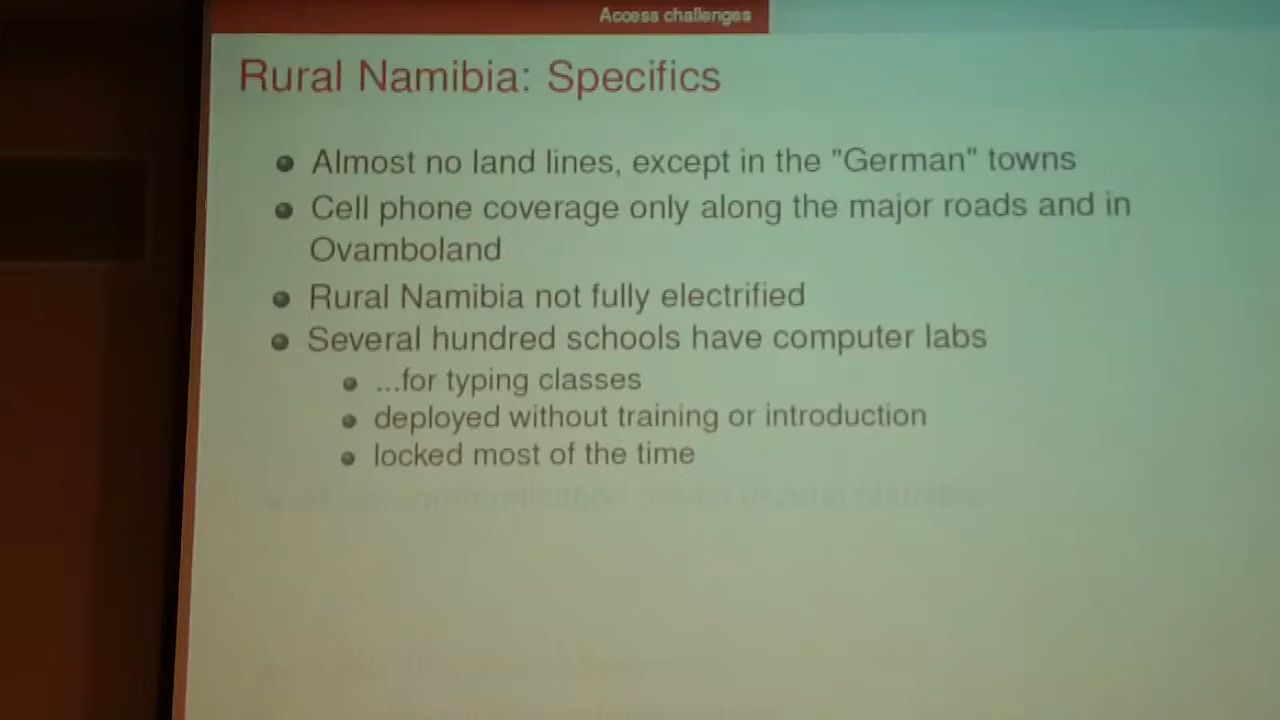 Access challenges
Rural Namibia: Specifics
Almost no land lines, except in the "German" towns
Cell phone coverage only along the major roads and in
Ovamboland
Rural Namibia not fully electrified
Several hundred schools have computer labs
...for typing classes
deployed without training or introduction
locked most of the time